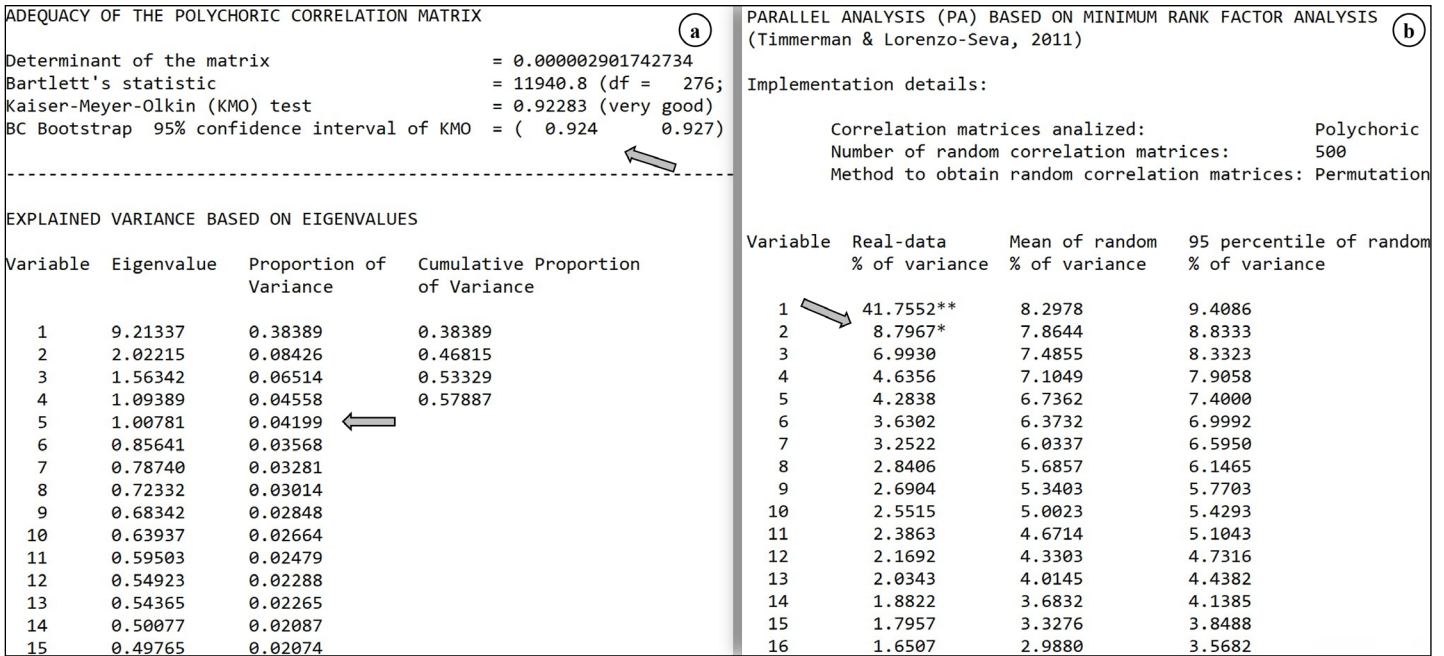 ADEQUACY OF THE POLYCHORIC CORRELATION MATRIX
a
Determinant of the matrix = 0.000002901742734
Bartlett's statistic = 11940.8 (df = 276;
Kaiser-Meyer-Olkin (KMO) test = 0.92283 (very good)
BC Bootstrap 95% confidence interval of KMO = ( 0.924 0.927)
--------------------------------------------------------------------------------
EXPLAINED VARIANCE BASED ON EIGENVALUES
Variable Eigenvalue Proportion of Cumulative Proportion
Variance of Variance
1 9.21337 0.38389 0.38389
2 2.02215 0.08426 0.46815
3 1.56342 0.06514 0.53329
4 1.09389 0.04558 0.57887
5 1.00781 0.04199
6 0.85641 0.03568
7 0.78740 0.03281
8 0.72332 0.03014
9 0.68342 0.02848
10 0.63937 0.02664
11 0.59503 0.02479
12 0.54923 0.02288
13 0.54365 0.02265
14 0.50077 0.02087
15 0.49765 0.02074
PARALLEL ANALYSIS (PA) BASED ON MINIMUM RANK FACTOR ANALYSIS
(Timmerman & Lorenzo-Seva, 2011)
b
Implementation details:
Correlation matrices analized: Polychoric
Number of random correlation matrices: 500
Method to obtain random correlation matrices: Permutation
Variable Real-data Mean of random 95 percentile of random
% of variance % of variance % of variance
1 41.7552** 8.2978 9.4086
2 8.7967* 7.8644 8.8333
3 6.9930 7.4855 8.3323
4 4.6356 7.1049 7.9058
5 4.2838 6.7362 7.4000
6 3.6302 6.3732 6.9992
7 3.2522 6.0337 6.5950
8 2.8406 5.6857 6.1465
9 2.6904 5.3403 5.7703
10 2.5515 5.0023 5.4293
11 2.3863 4.6714 5.1043
12 2.1692 4.3303 4.7316
13 2.0343 4.0145 4.4382
14 1.8822 3.6832 4.1385
15 1.7957 3.3276 3.8488
16 1.6507 2.9880 3.5682